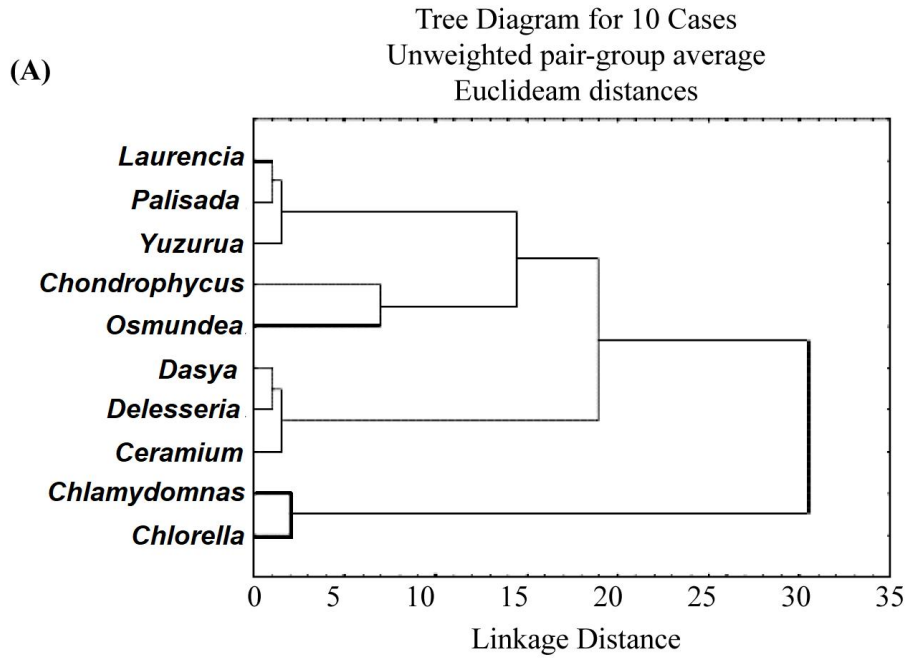 Tree Diagram for 10 Cases
Unweighted pair-group average
Euclideam distances
(A)
Laurencia
Palisada
Yuzurua
Chondrophycus
Osmundea
Dasya
Delesseria
Ceramium
Chlamydomnas
Chlorella
0 5 10 15 20 25 30 35
Linkage Distance